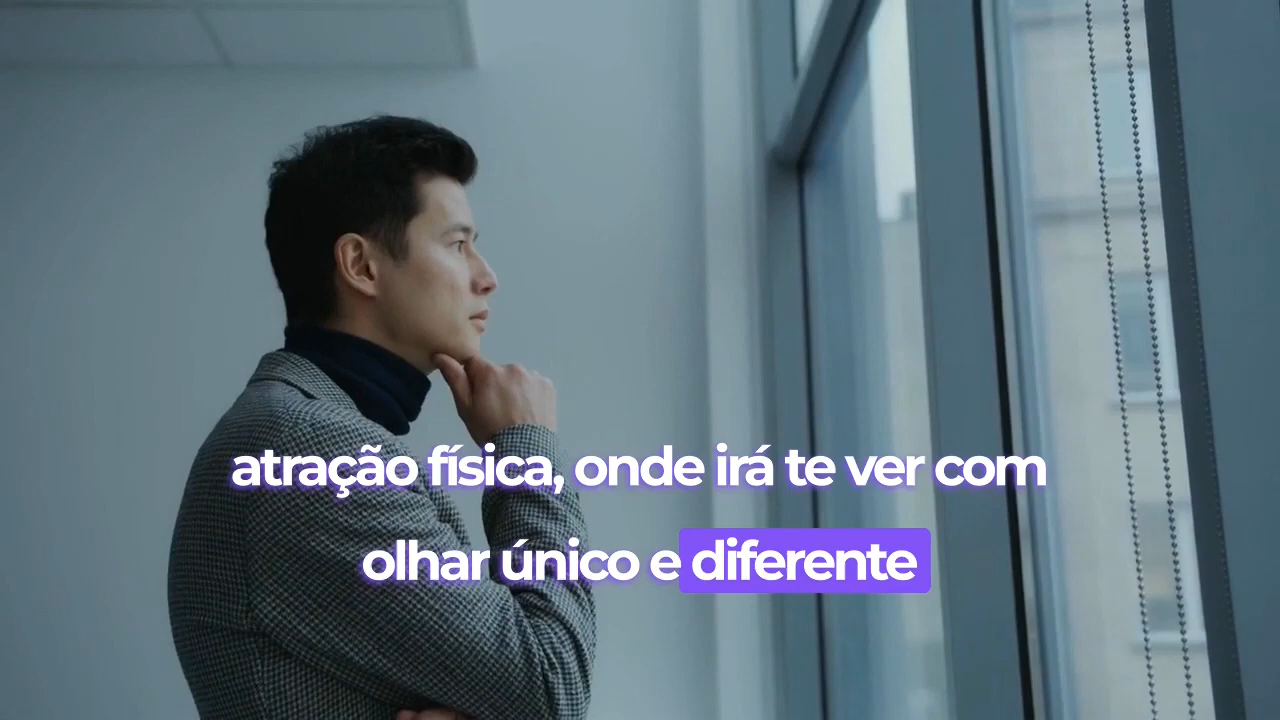 atração física, onde irá te ver com
olhar único e diferente